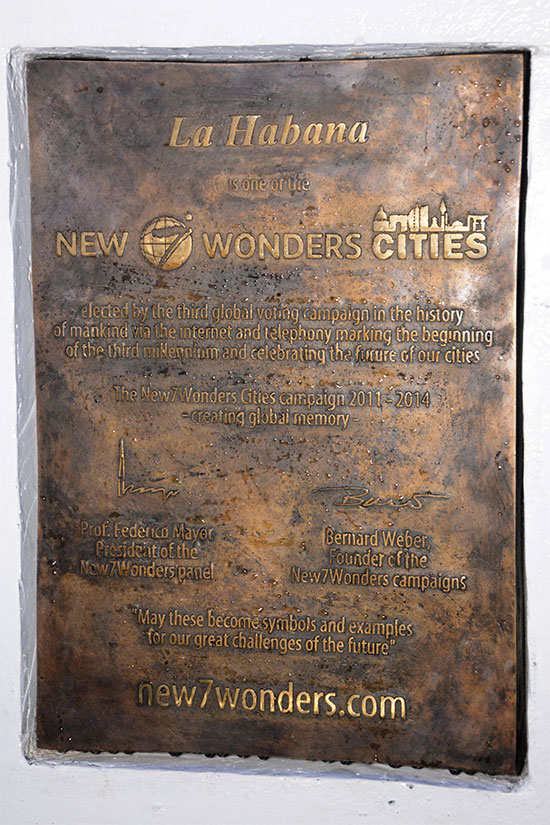 La Habana
is one of the
NEW 7 WONDERS CITIES
elected by the third global voting campaign in the history
of mankind via the internet and telephony marking the beginning
of the third millennium and celebrating the future of our cities
The New7Wonders Cities campaign 2011 - 2014
- creating global memory -
Prof. Federico Mayor
President of the
New7Wonders panel
Bernard Weber,
Founder of the
New7Wonders campaigns
"May these become symbols and examples
for our great challenges of the future"
new7wonders.com